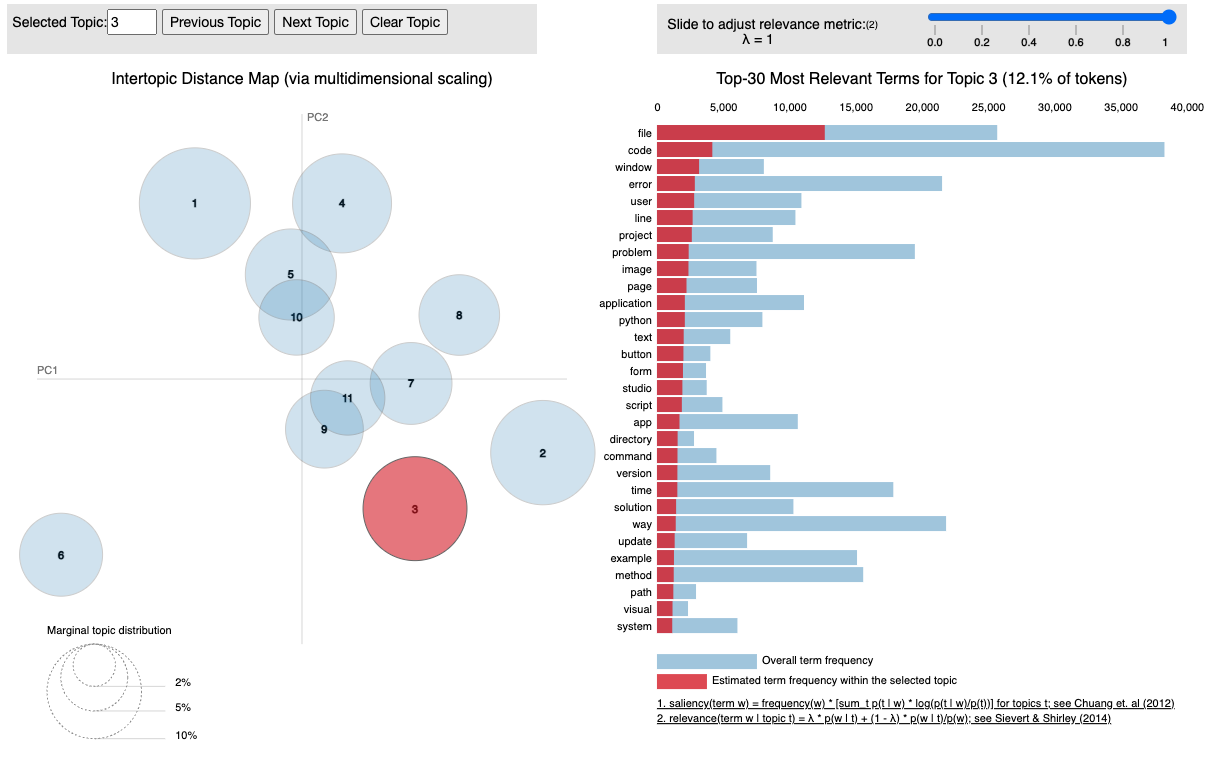 Selected Topic: 3 Previous Topic Next Topic Clear Topic
Slide to adjust relevance metric:(2)
λ = 1
0.0 0.2 0.4 0.6 0.8 1
Intertopic Distance Map (via multidimensional scaling)
PC2
PC1
1
4
5
10
8
7
11
9
2
3
6
Marginal topic distribution
2%
5%
10%
Top-30 Most Relevant Terms for Topic 3 (12.1% of tokens)
0 5,000 10,000 15,000 20,000 25,000 30,000 35,000 40,000
file
code
window
error
user
line
project
problem
image
page
application
python
text
button
form
studio
script
app
directory
command
version
time
solution
way
update
example
method
path
visual
system
Overall term frequency
Estimated term frequency within the selected topic
1. saliency(term w) = frequency(w) * [sum_t p(t | w) * log(p(t | w)/p(t))] for topics t; see Chuang et. al (2012)
2. relevance(term w | topic t) = λ * p(w | t) + (1 - λ) * p(w | t)/p(w); see Sievert & Shirley (2014)